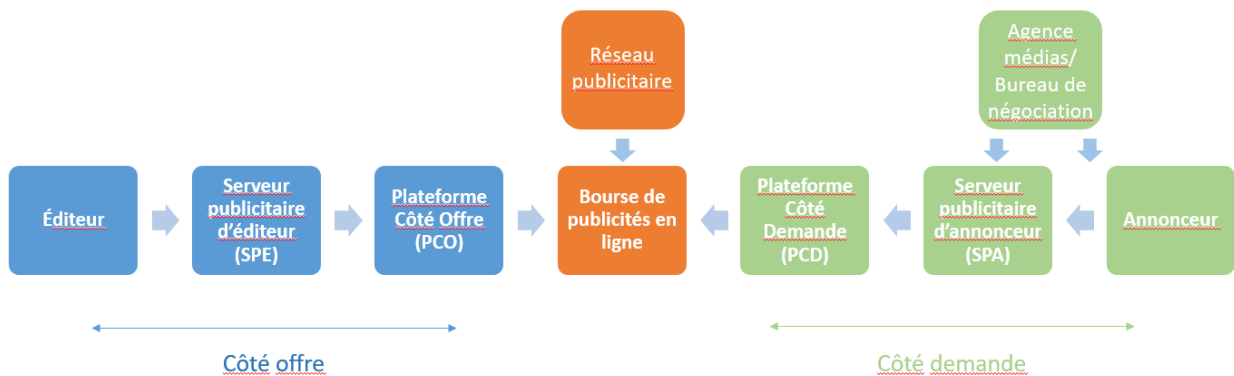 Réseau
publicitaire
Agence
médias/
Bureau de
négociation
Éditeur
Serveur
publicitaire
d'éditeur
(SPE)
Plateforme
Côté Offre
(PCO)
Bourse de
publicités en
ligne
Plateforme
Côté
Demande
(PCD)
Serveur
publicitaire
d'annonceur
(SPA)
Annonceur
Côté offre
Côté demande